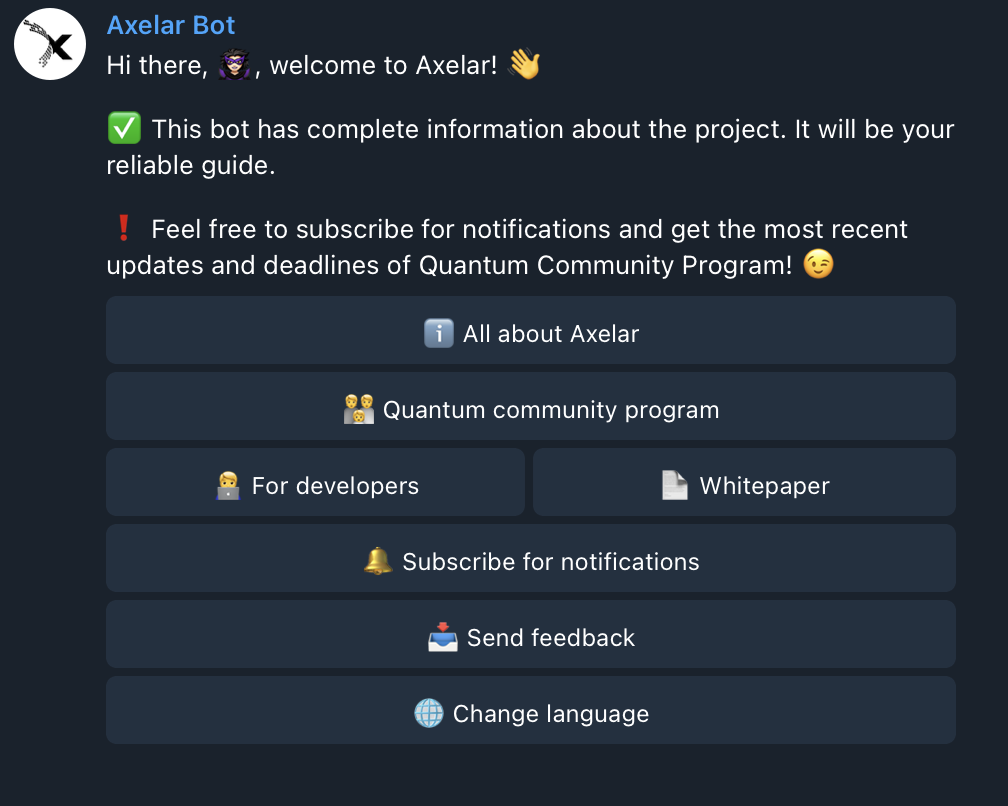 Axelar Bot
Hi there, 🦹‍♀️, welcome to Axelar! 👋
✅ This bot has complete information about the project. It will be your
reliable guide.
❗ Feel free to subscribe for notifications and get the most recent
updates and deadlines of Quantum Community Program! 😉
ℹ️ All about Axelar
👨‍👨‍👦 Quantum community program
🧑‍💻 For developers
📄 Whitepaper
🔔 Subscribe for notifications
📥 Send feedback
🌐 Change language